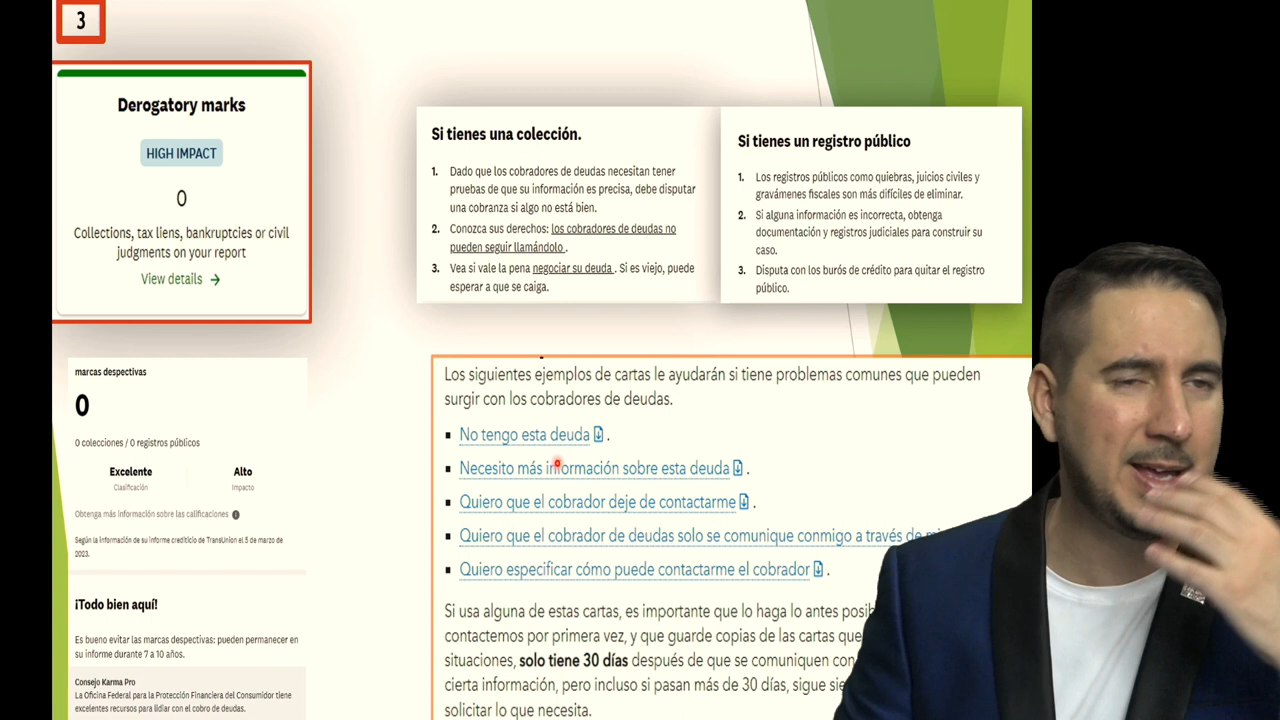 3
Derogatory marks
HIGH IMPACT
0
Collections, tax liens, bankruptcies or civil
judgments on your report
View details →
Si tienes una colección.
1. Dado que los cobradores de deudas necesitan tener
pruebas de que su información es precisa, debe disputar
una cobranza si algo no está bien.
2. Conozca sus derechos: los cobradores de deudas no
pueden seguir llamándolo .
3. Vea si vale la pena negociar su deuda . Si es viejo, puede
esperar a que se caiga.
Si tienes un registro público
1. Los registros públicos como quiebras, juicios civiles y
gravámenes fiscales son más difíciles de eliminar.
2. Si alguna información es incorrecta, obtenga
documentación y registros judiciales para construir su
caso.
3. Disputa con los burós de crédito para quitar el registro
público.
marcas despectivas
0
0 colecciones / 0 registros públicos
Excelente Alto
Clasificación Impacto
Obtenga más información sobre las calificaciones
Según la información de su informe crediticio de TransUnion el 5 de marzo de
2023.
¡Todo bien aquí!
Es bueno evitar las marcas despectivas: pueden permanecer en
su informe durante 7 a 10 años.
Consejo Karma Pro
La Oficina Federal para la Protección Financiera del Consumidor tiene
excelentes recursos para lidiar con el cobro de deudas.
Los siguientes ejemplos de cartas le ayudarán si tiene problemas comunes que pueden
surgir con los cobradores de deudas.
▪ No tengo esta deuda .
▪ Necesito más información sobre esta deuda .
▪ Quiero que el cobrador deje de contactarme .
▪ Quiero que el cobrador de deudas solo se comunique conmigo a través de
▪ Quiero especificar cómo puede contactarme el cobrador .
Si usa alguna de estas cartas, es importante que lo haga lo antes
contactemos por primera vez, y que guarde copias de las cartas
situaciones, solo tiene 30 días después de que se comuniquen
cierta información, pero incluso si pasan más de 30 días, sigue
solicitar lo que necesita.